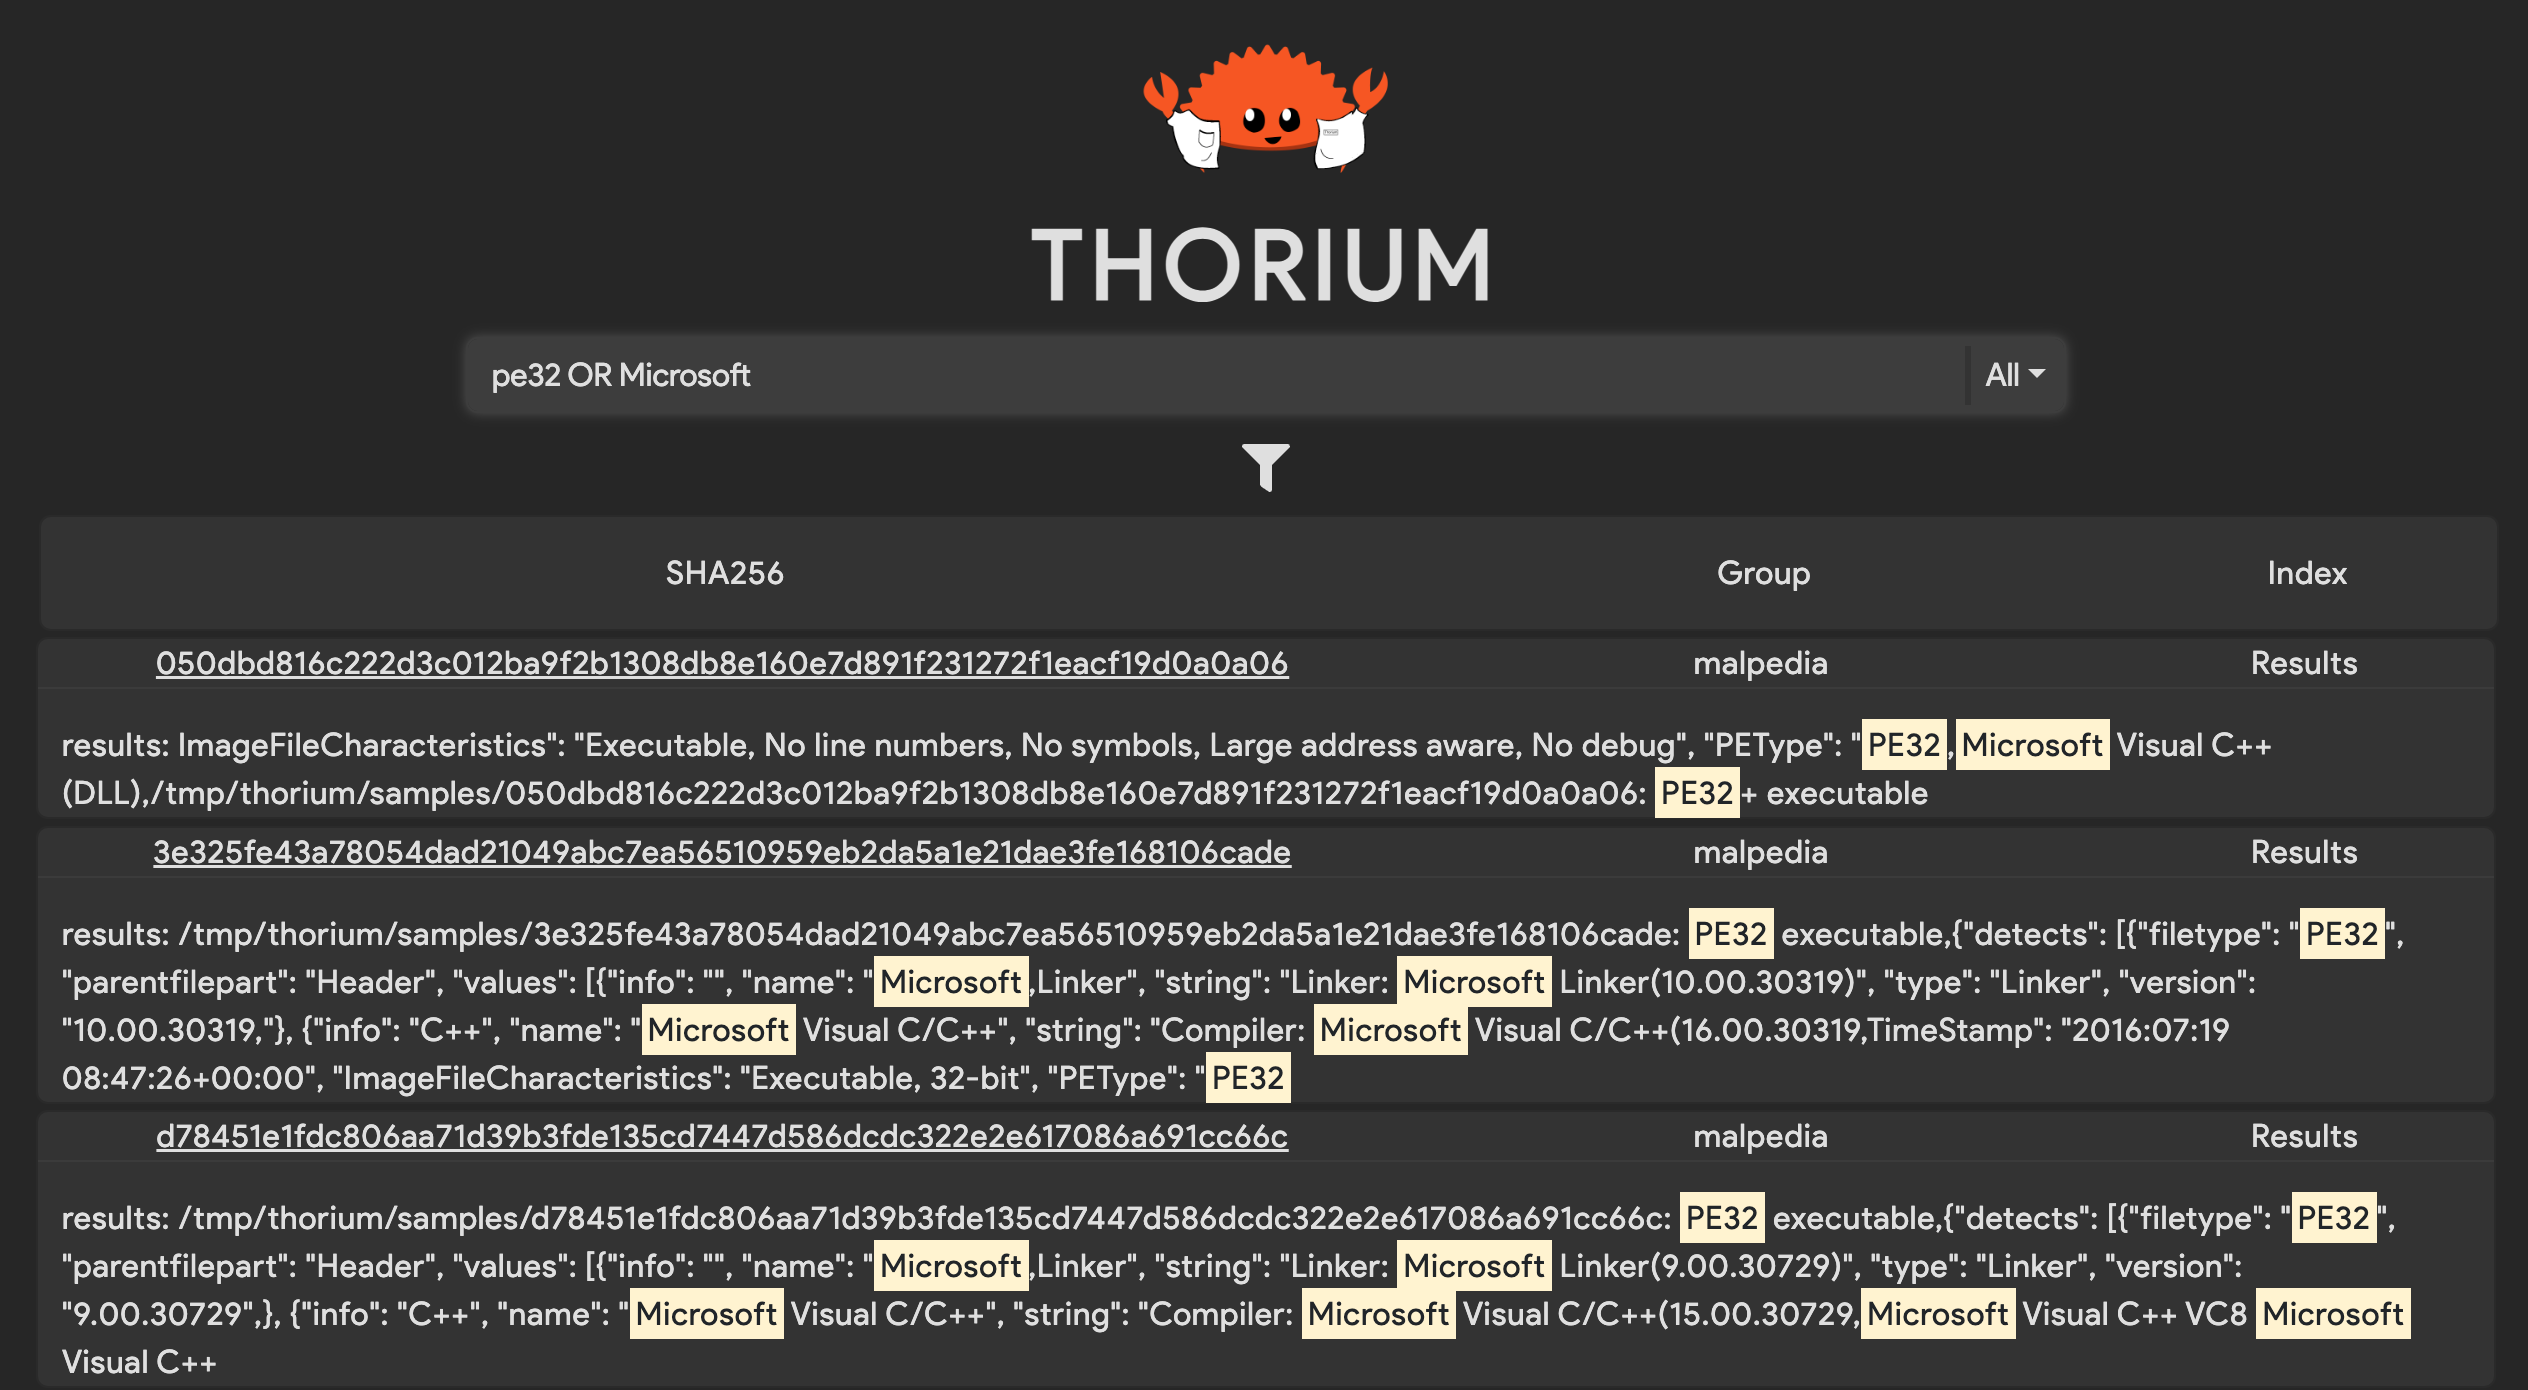 THORIUM
pe32 OR Microsoft All
SHA256 Group Index
050dbd816c222d3c012ba9f2b1308db8e160e7d891f231272f1eacf19d0a0a06 malpedia Results
results: ImageFileCharacteristics": "Executable, No line numbers, No symbols, Large address aware, No debug", "PEType": "PE32,Microsoft Visual C++
(DLL),/tmp/thorium/samples/050dbd816c222d3c012ba9f2b1308db8e160e7d891f231272f1eacf19d0a0a06: PE32+ executable
3e325fe43a78054dad21049abc7ea56510959eb2da5a1e21dae3fe168106cade malpedia Results
results: /tmp/thorium/samples/3e325fe43a78054dad21049abc7ea56510959eb2da5a1e21dae3fe168106cade: PE32 executable,{"detects": [{"filetype": "PE32",
"parentfilepart": "Header", "values": [{"info": "", "name": "Microsoft,Linker", "string": "Linker: Microsoft Linker(10.00.30319)", "type": "Linker", "version":
"10.00.30319,"}, {"info": "C++", "name": "Microsoft Visual C/C++", "string": "Compiler: Microsoft Visual C/C++(16.00.30319,TimeStamp": "2016:07:19
08:47:26+00:00", "ImageFileCharacteristics": "Executable, 32-bit", "PEType": "PE32
d78451e1fdc806aa71d39b3fde135cd7447d586dcdc322e2e617086a691cc66c malpedia Results
results: /tmp/thorium/samples/d78451e1fdc806aa71d39b3fde135cd7447d586dcdc322e2e617086a691cc66c: PE32 executable,{"detects": [{"filetype": "PE32",
"parentfilepart": "Header", "values": [{"info": "", "name": "Microsoft,Linker", "string": "Linker: Microsoft Linker(9.00.30729)", "type": "Linker", "version":
"9.00.30729",}, {"info": "C++", "name": "Microsoft Visual C/C++", "string": "Compiler: Microsoft Visual C/C++(15.00.30729,Microsoft Visual C++ VC8 Microsoft
Visual C++